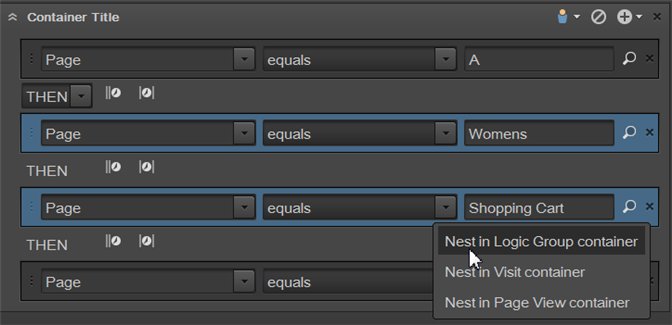 Container Title
Page equals A
THEN
Page equals Womens
THEN
Page equals Shopping Cart
Nest in Logic Group container
THEN
Nest in Visit container
Page equals
Nest in Page View container